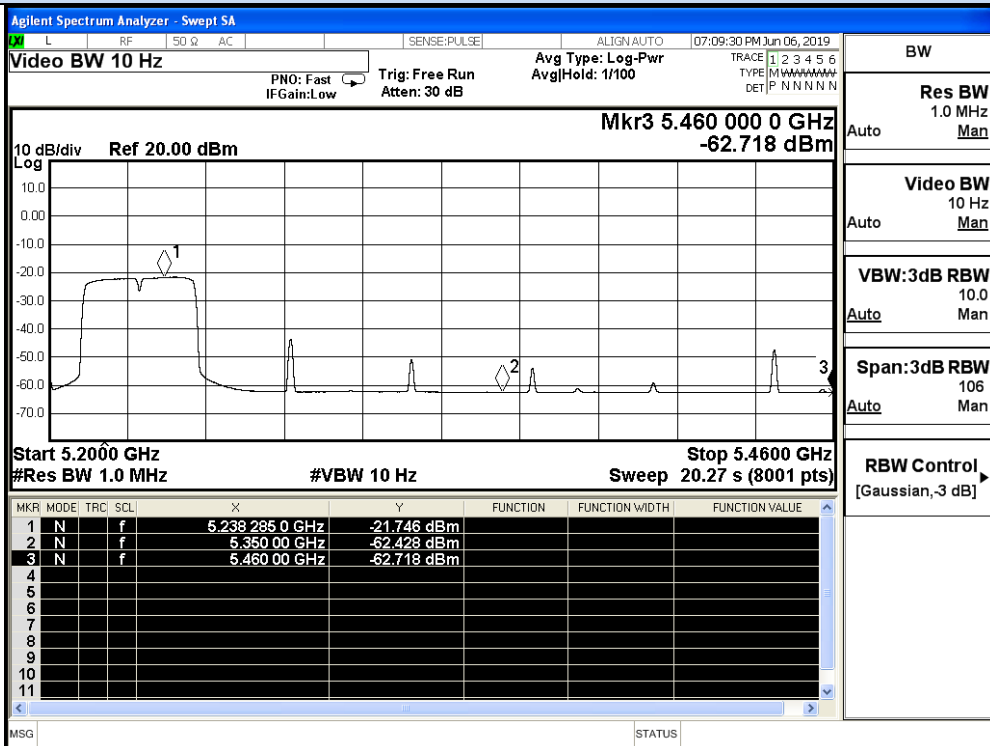 Agilent Spectrum Analyzer - Swept SA
LXI L RF 50 Ω AC SENSE:PULSE ALIGN AUTO 07:09:30 PM Jun 06, 2019
Video BW 10 Hz
PNO: Fast Trig: Free Run Avg Type: Log-Pwr TRACE 1 2 3 4 5 6
IFGain:Low Atten: 30 dB Avg|Hold: 1/100 TYPE M WWWWW
DET P N N N N N
Mkr3 5.460 000 0 GHz
-62.718 dBm
10 dB/div Ref 20.00 dBm
Log
10.0
0.00
-10.0
-20.0
-30.0
-40.0
-50.0
-60.0
-70.0
1
2
3
Start 5.2000 GHz Stop 5.4600 GHz
#Res BW 1.0 MHz #VBW 10 Hz Sweep 20.27 s (8001 pts)
MKR MODE TRC SCL X Y FUNCTION FUNCTION WIDTH FUNCTION VALUE
1 N f 5.238 285 0 GHz -21.746 dBm
2 N f 5.350 00 GHz -62.428 dBm
3 N f 5.460 00 GHz -62.718 dBm
4
5
6
7
8
9
10
11
MSG STATUS
BW
Res BW
1.0 MHz
Auto Man
Video BW
10 Hz
Auto Man
VBW:3dB RBW
10.0
Auto Man
Span:3dB RBW
106
Auto Man
RBW Control
[Gaussian,-3 dB]